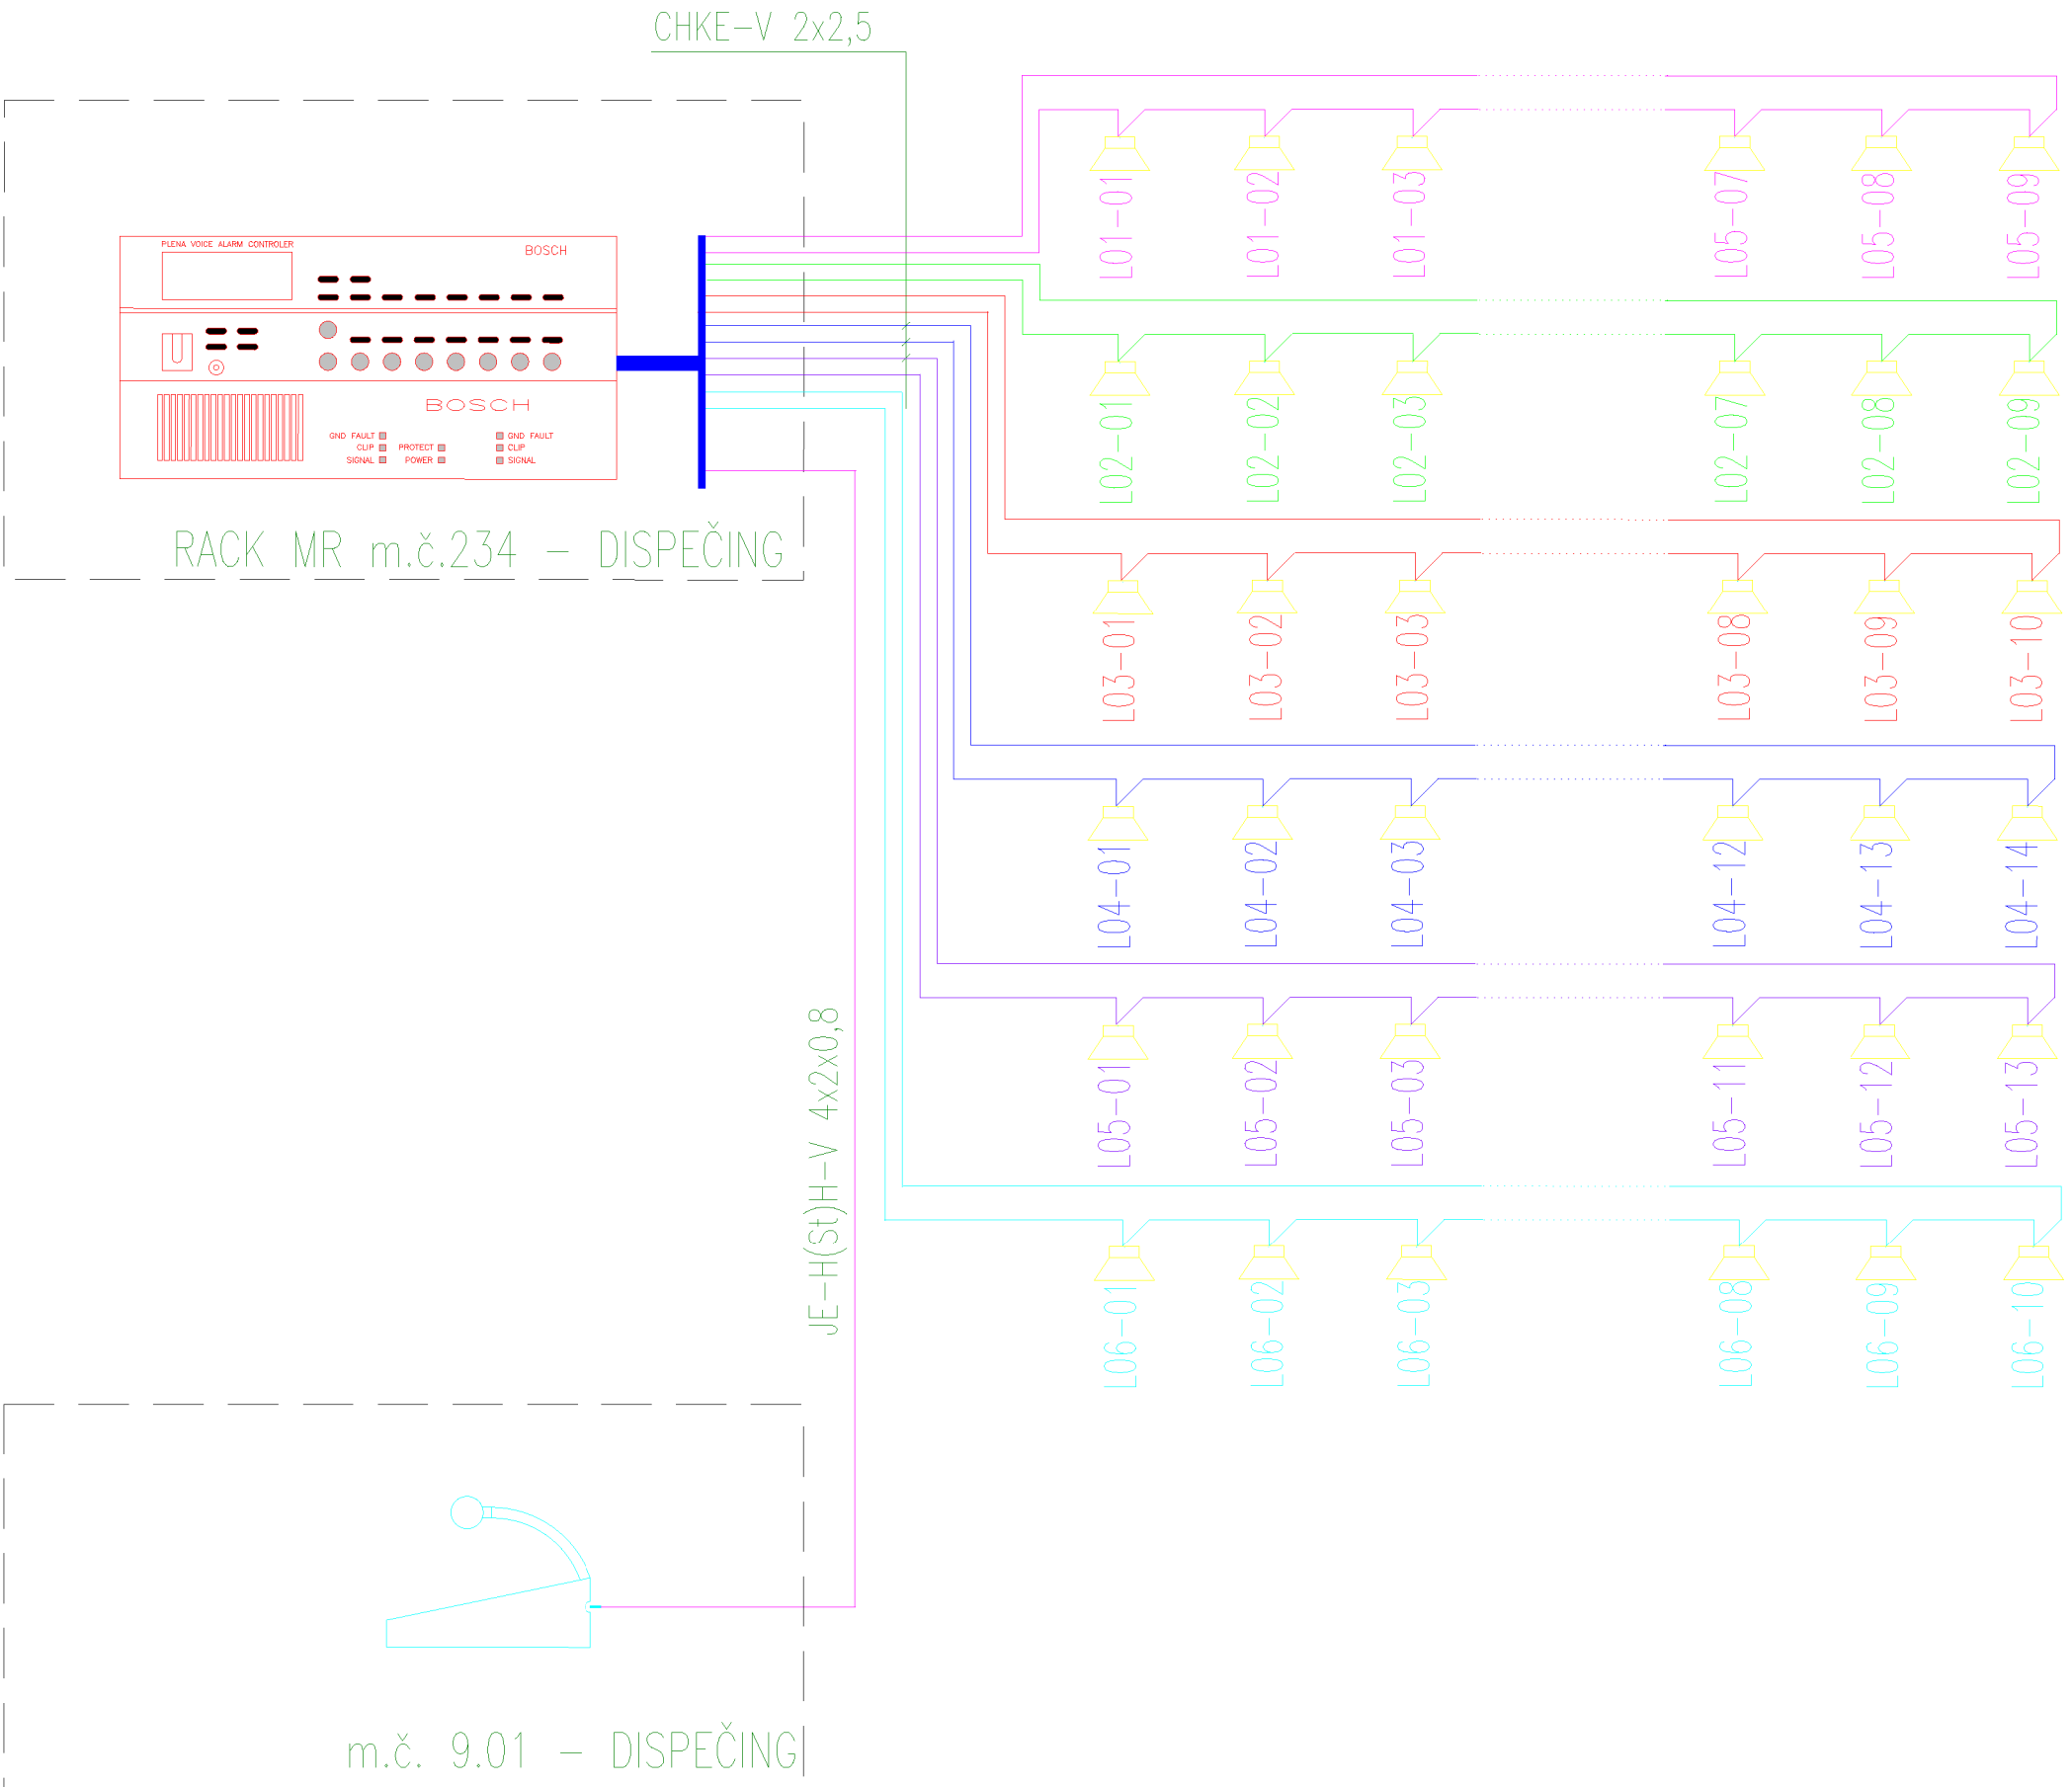 CHKE-V 2x2,5
PLENA VOICE ALARM CONTROLER
BOSCH
BOSCH
GND FAULT
GND FAULT
CLIP
PROTECT
CLIP
SIGNAL
POWER
SIGNAL
RACK MR m.č.234 - DISPEČING
L01-01
L01-02
L01-03
L05-07
L05-08
L05-09
L02-01
L02-02
L02-03
L02-07
L02-08
L02-09
L03-01
L03-02
L03-03
L03-08
L03-09
L03-10
L04-01
L04-02
L04-03
L04-12
L04-13
L04-14
L05-01
L05-02
L05-03
L05-11
L05-12
L05-13
L06-01
L06-02
L06-03
L06-08
L06-09
L06-10
JE-H(St)H-V 4x2x0,8
m.č. 9.01 - DISPEČING